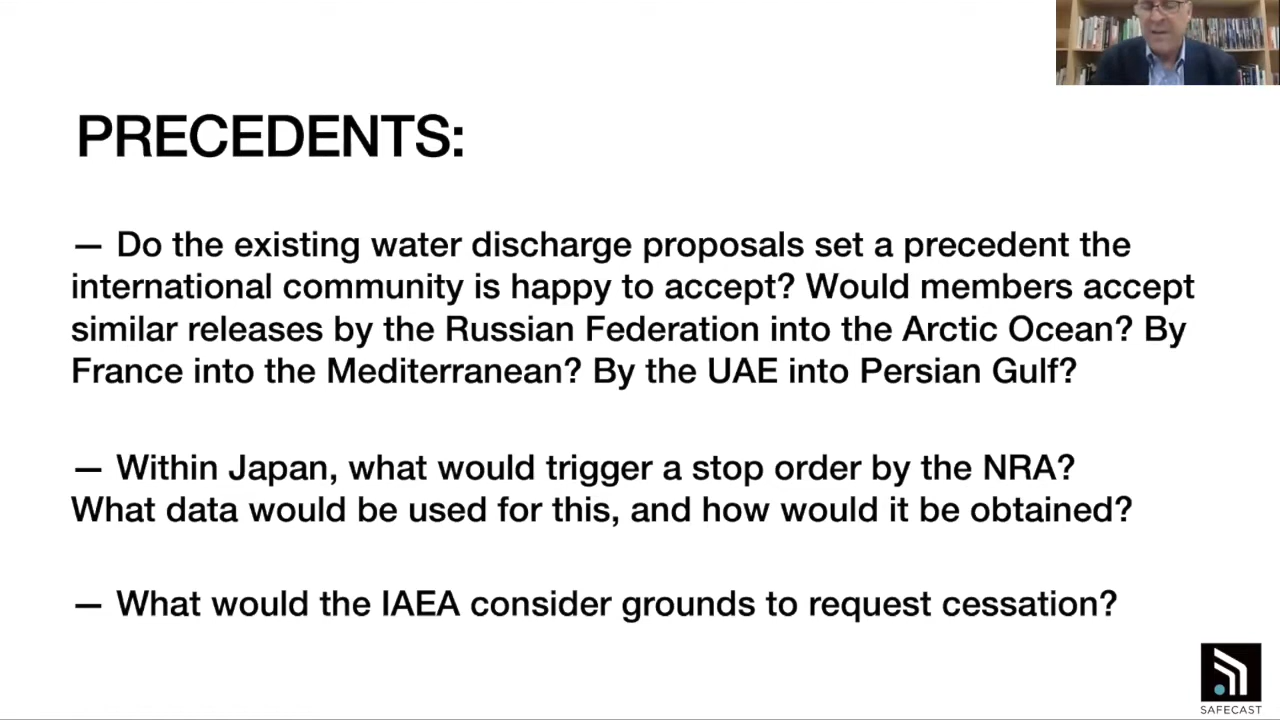 PRECEDENTS:
— Do the existing water discharge proposals set a precedent the
international community is happy to accept? Would members accept
similar releases by the Russian Federation into the Arctic Ocean? By
France into the Mediterranean? By the UAE into Persian Gulf?
— Within Japan, what would trigger a stop order by the NRA?
What data would be used for this, and how would it be obtained?
— What would the IAEA consider grounds to request cessation?
SAFECAST